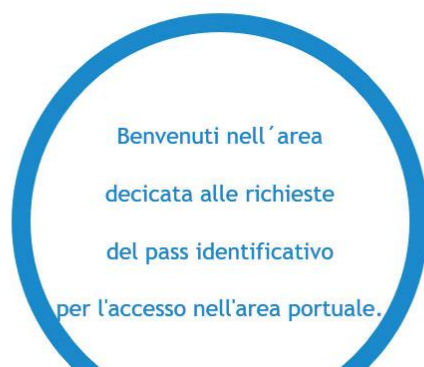 Benvenuti nell´area
decicata alle richieste
del pass identificativo
per l'accesso nell'area portuale.